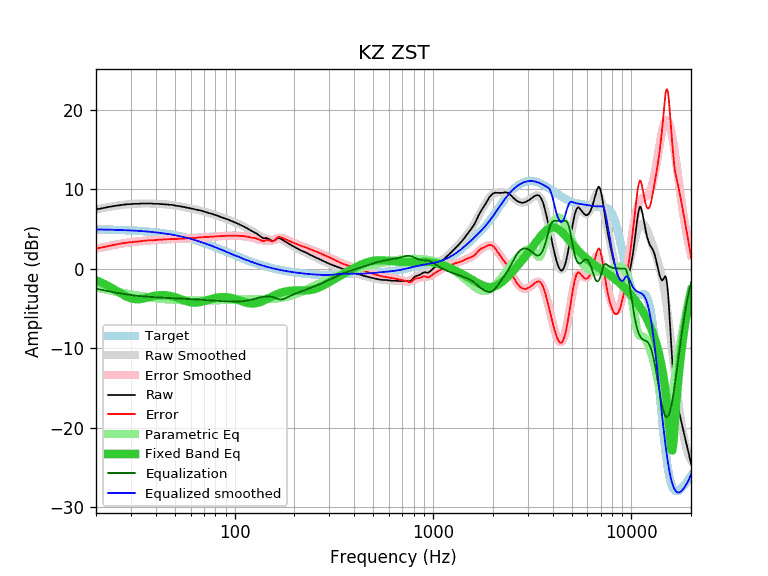 KZ ZST
Amplitude (dBr)
20
10
0
−10
−20
−30
Target
Raw Smoothed
Error Smoothed
Raw
Error
Parametric Eq
Fixed Band Eq
Equalization
Equalized smoothed
100 1000 10000
Frequency (Hz)